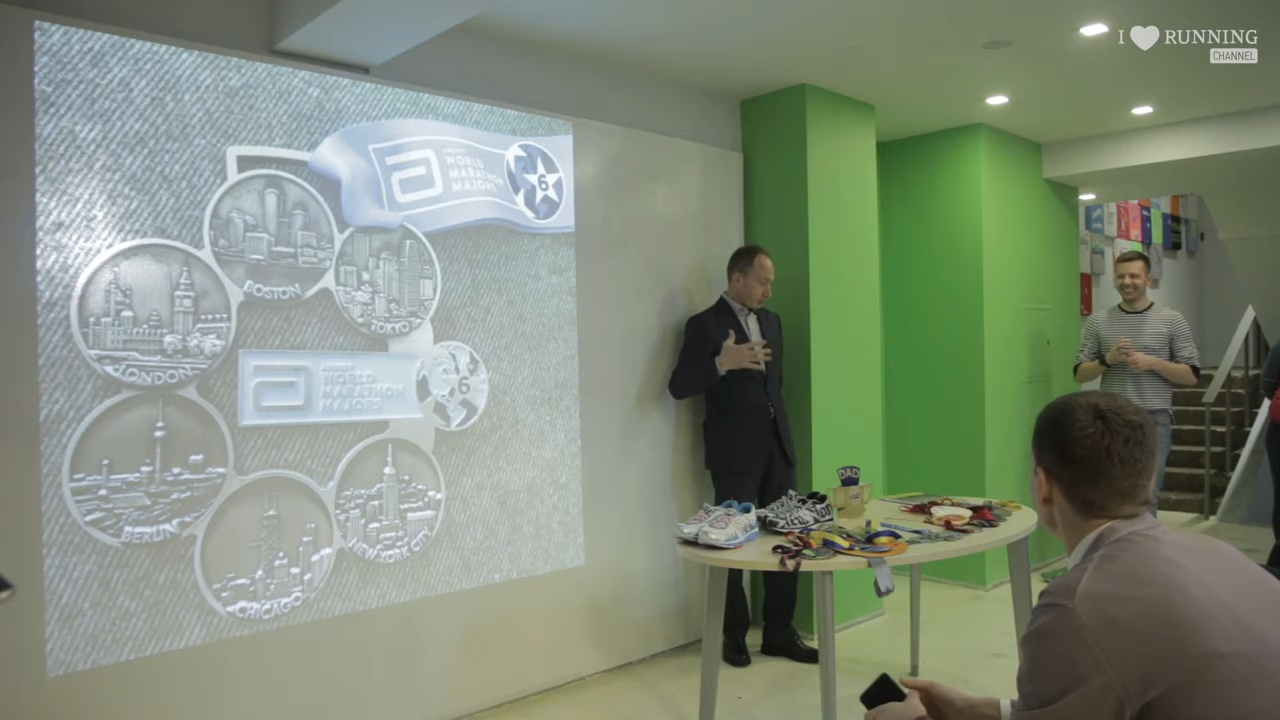 I RUNNING
CHANNEL
ABBOTT
WORLD
MARATHON
MAJORS
6
BOSTON
TOKYO
LONDON
WORLD
MARATHON
MAJORS
6
BERLIN
NEW YORK CITY
CHICAGO
DAD